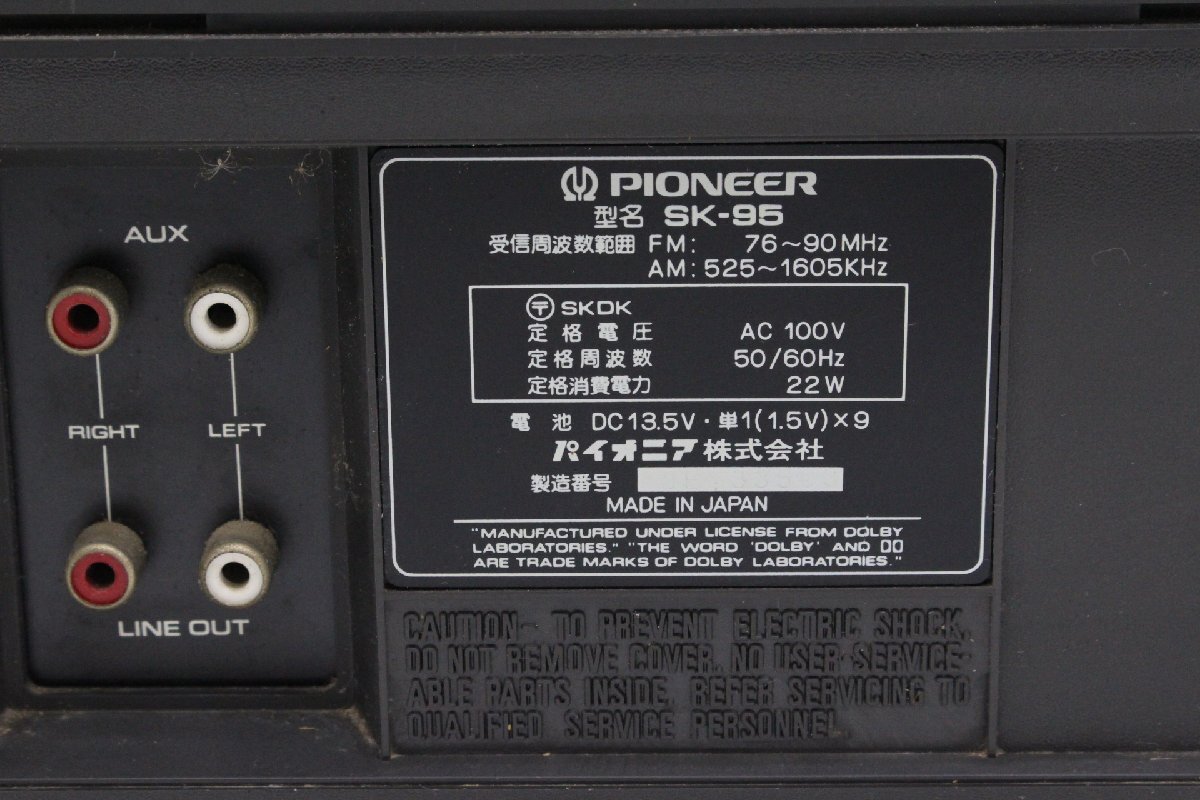 AUX
RIGHT
LEFT
LINE OUT
PIONEER
型名 SK-95
受信周波数範囲 FM: 76~90MHz
AM: 525~1605KHz
〒 SKDK
定格電圧 AC 100V
定格周波数 50/60Hz
定格消費電力 22W
電池 DC13.5V・単1(1.5V)×9
パイオニア株式会社
製造番号
MADE IN JAPAN
"MANUFACTURED UNDER LICENSE FROM DOLBY
LABORATORIES." "THE WORD 'DOLBY' AND
ARE TRADE MARKS OF DOLBY LABORATORIES."
CAUTION- TO PREVENT ELECTRIC SHOCK,
DO NOT REMOVE COVER. NO USER-SERVICE-
ABLE PARTS INSIDE. REFER SERVICING TO
QUALIFIED SERVICE PERSONNEL.